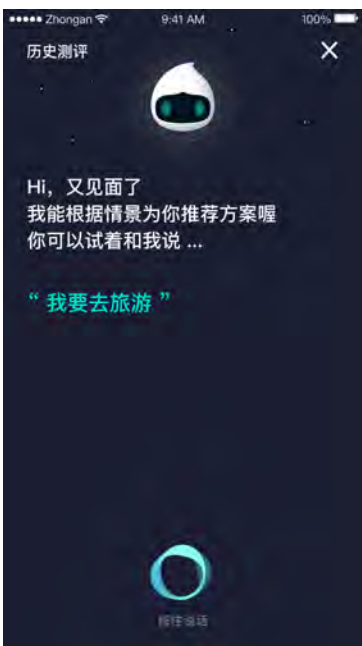 ●●●●● Zhongan 9:41 AM 100%
历史测评
Hi，又见面了
我能根据情景为你推荐方案喔
你可以试着和我说 ...
“ 我要去旅游 ”
按住说话